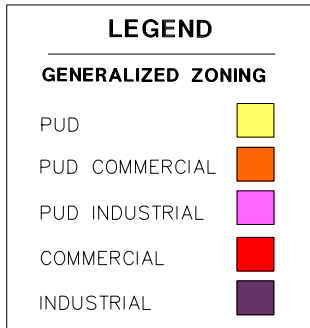 LEGEND
GENERALIZED ZONING
PUD
PUD COMMERCIAL
PUD INDUSTRIAL
COMMERCIAL
INDUSTRIAL